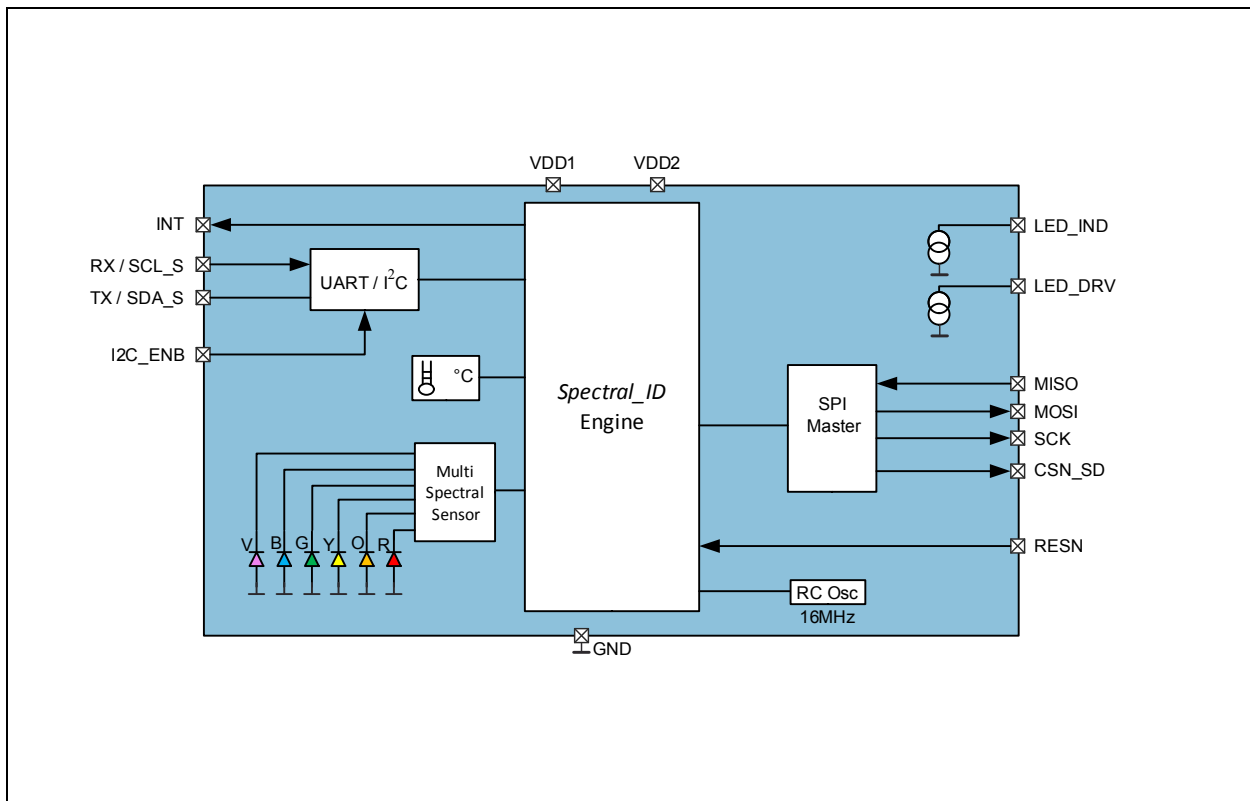 VDD1
VDD2
INT
RX / SCL_S
TX / SDA_S
I2C_ENB
UART / I²C
°C
Multi
Spectral
Sensor
V
B
G
Y
O
R
Spectral_ID
Engine
LED_IND
LED_DRV
SPI
Master
MISO
MOSI
SCK
CSN_SD
RESN
RC Osc
16MHz
GND